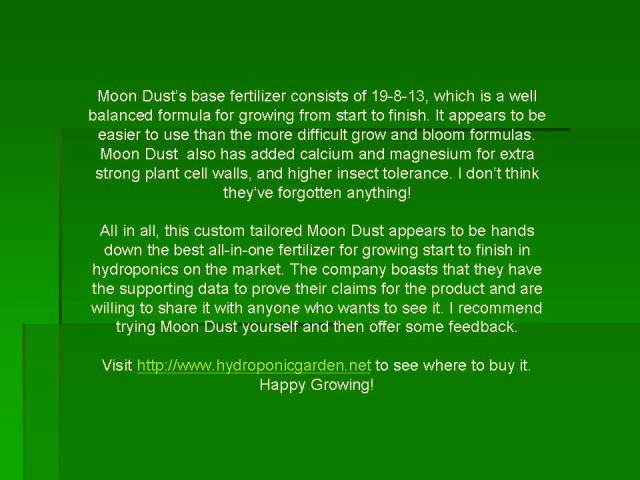 Moon Dust's base fertilizer consists of 19-8-13, which is a well
balanced formula for growing from start to finish. It appears to be
easier to use than the more difficult grow and bloom formulas.
Moon Dust  also has added calcium and magnesium for extra
strong plant cell walls, and higher insect tolerance. I don't think
they've forgotten anything!
All in all, this custom tailored Moon Dust appears to be hands
down the best all-in-one fertilizer for growing start to finish in
hydroponics on the market. The company boasts that they have
the supporting data to prove their claims for the product and are
willing to share it with anyone who wants to see it. I recommend
trying Moon Dust yourself and then offer some feedback.
Visit http://www.hydroponicgarden.net to see where to buy it.
Happy Growing!